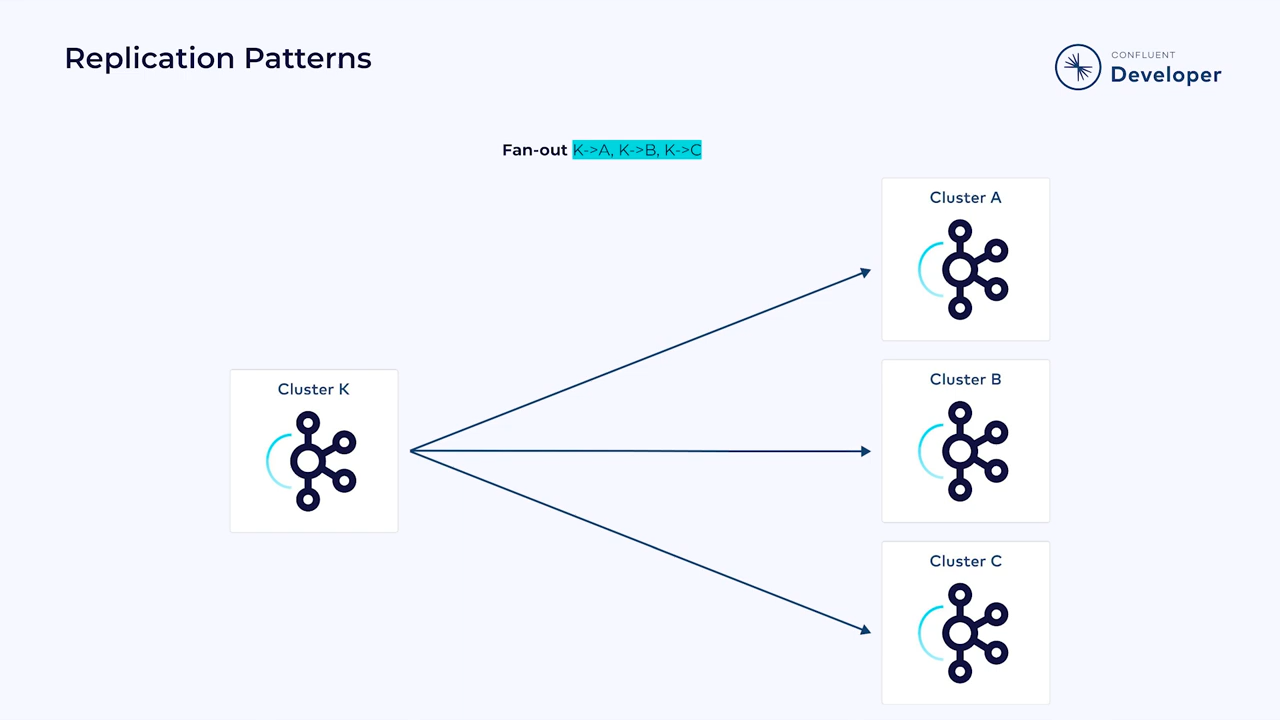 Replication Patterns
CONFLUENT
Developer
Fan-out K->A, K->B, K->C
Cluster A
Cluster K
Cluster B
Cluster C